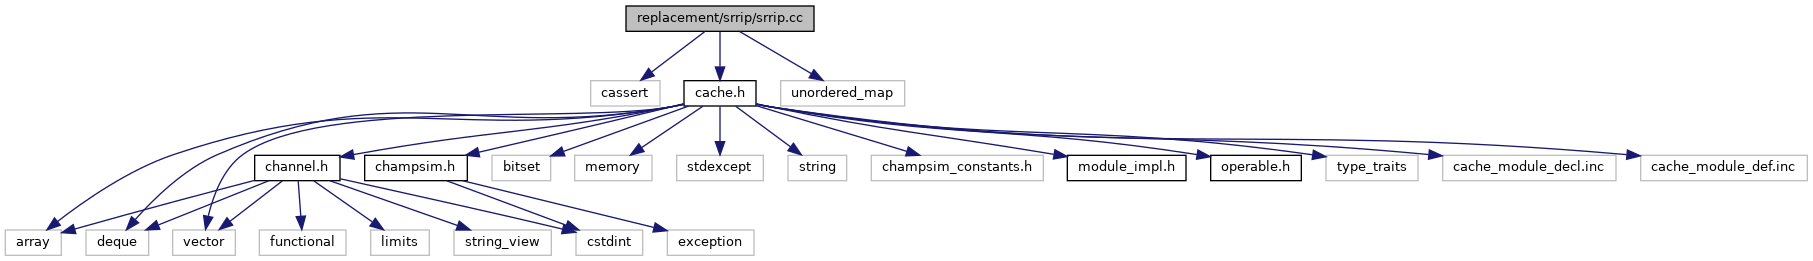 replacement/srrip/srrip.cc
cassert
cache.h
unordered_map
channel.h
champsim.h
bitset
memory
stdexcept
string
champsim_constants.h
module_impl.h
operable.h
type_traits
cache_module_decl.inc
cache_module_def.inc
array
deque
vector
functional
limits
string_view
cstdint
exception